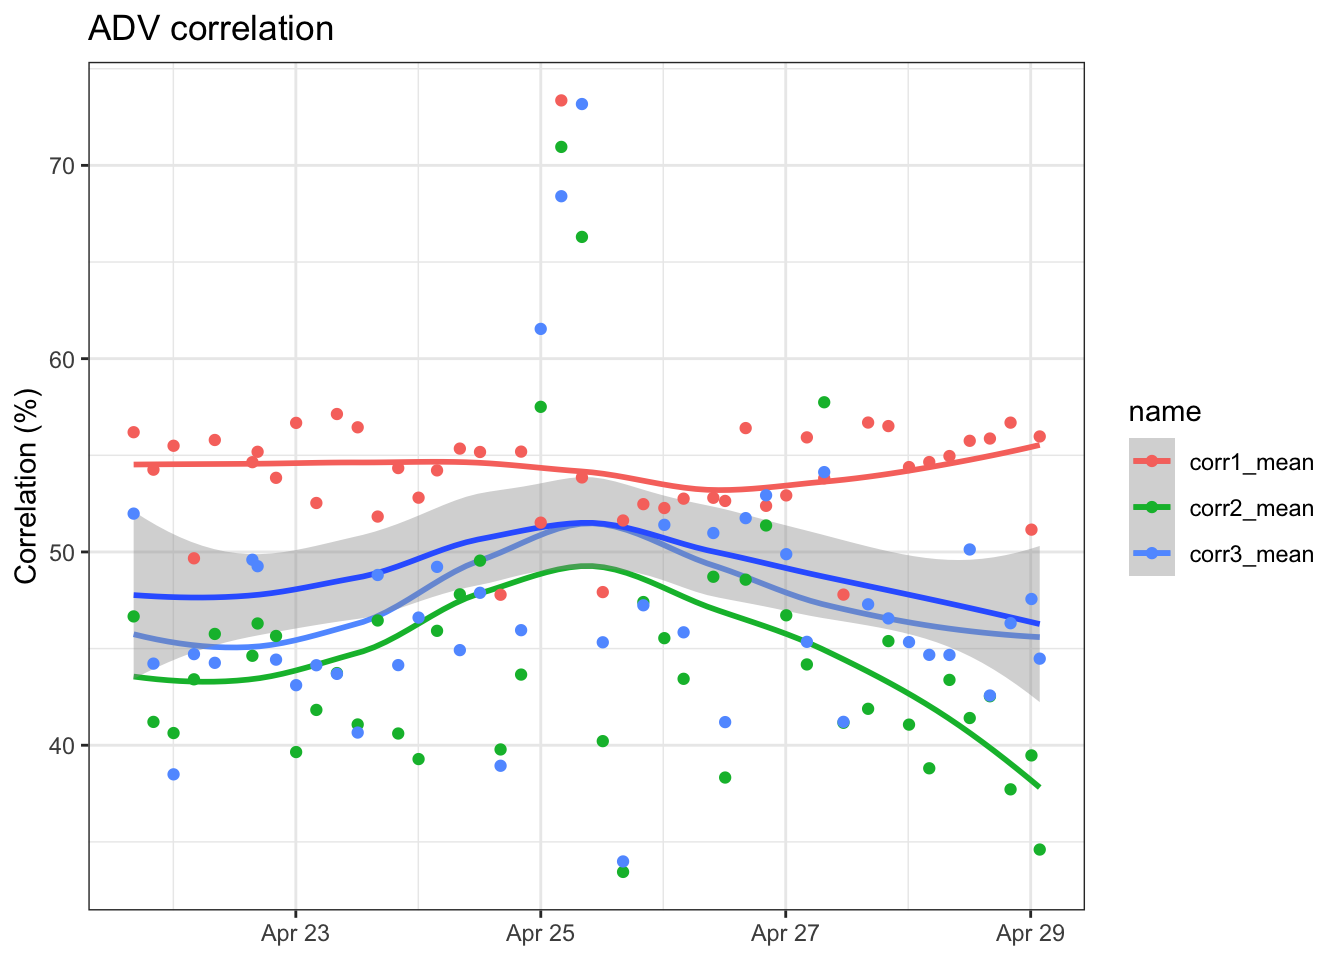 ADV correlation
Correlation (%)
70
60
50
40
Apr 23
Apr 25
Apr 27
Apr 29
name
corr1_mean
corr2_mean
corr3_mean